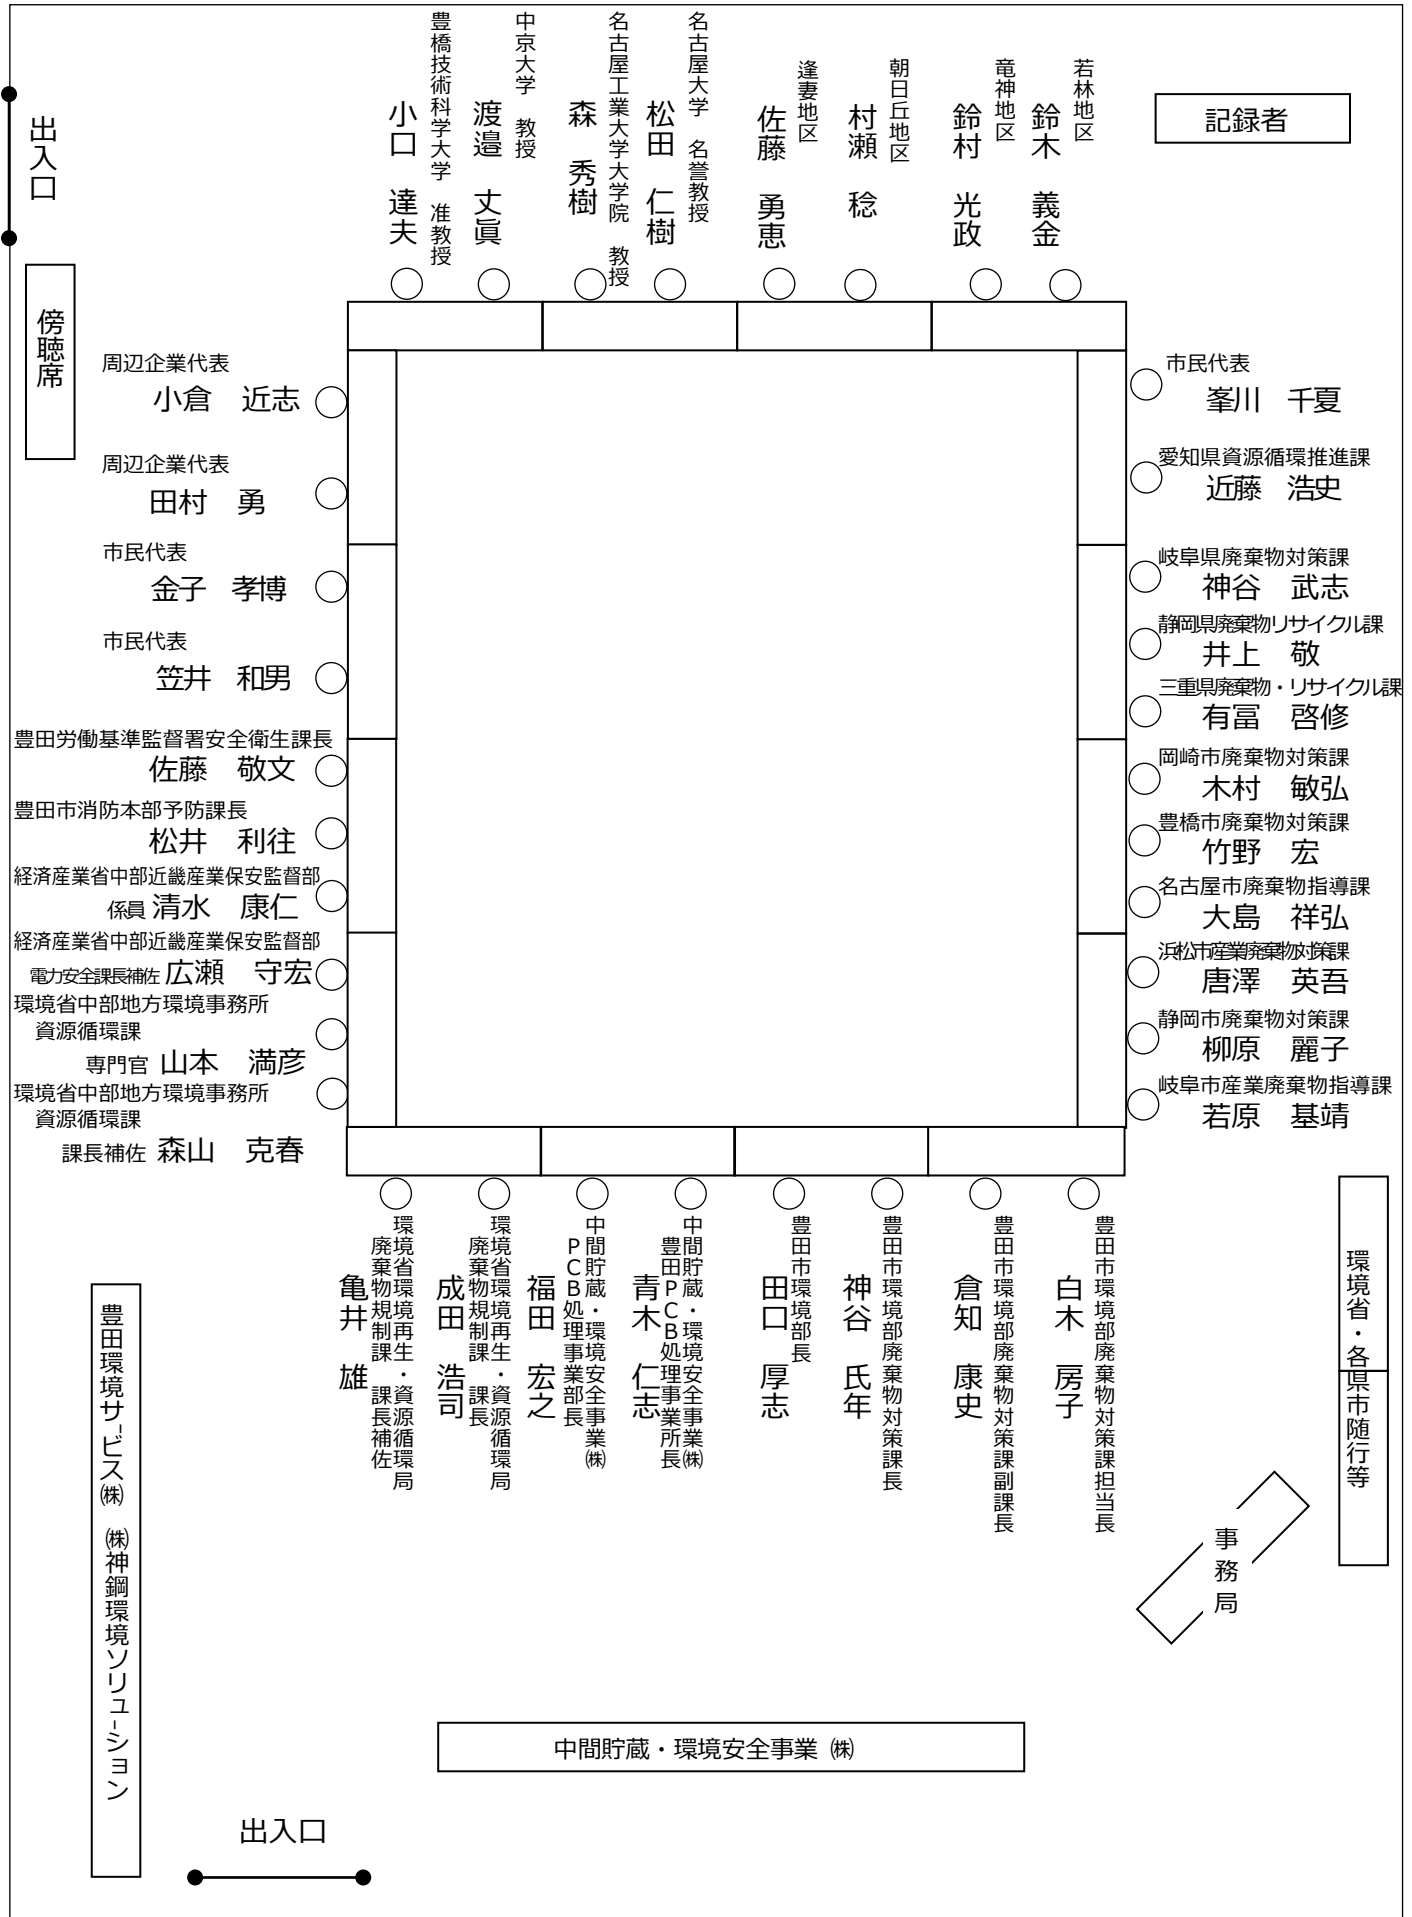 出入口
傍聴席
豊橋技術科学大学 准教授
小口 達夫
中京大学 教授
渡邉 丈眞
名古屋工業大学大学院 教授
森 秀樹
名古屋大学 名誉教授
松田 仁樹
逢妻地区
佐藤 勇恵
朝日丘地区
村瀬 稔
竜神地区
鈴村 光政
若林地区
鈴木 義金
記録者
周辺企業代表
小倉 近志
周辺企業代表
田村 勇
市民代表
金子 孝博
市民代表
笠井 和男
豊田労働基準監督署安全衛生課長
佐藤 敬文
豊田市消防本部予防課長
松井 利往
経済産業省中部近畿産業保安監督部
係員 清水 康仁
経済産業省中部近畿産業保安監督部
電力安全課長補佐 広瀬 守宏
環境省中部地方環境事務所
資源循環課
専門官 山本 満彦
環境省中部地方環境事務所
資源循環課
課長補佐 森山 克春
市民代表
峯川 千夏
愛知県資源循環推進課
近藤 浩史
岐阜県廃棄物対策課
神谷 武志
静岡県廃棄物リサイクル課
井上 敬
三重県廃棄物・リサイクル課
有冨 啓修
岡崎市廃棄物対策課
木村 敏弘
豊橋市廃棄物対策課
竹野 宏
名古屋市廃棄物指導課
大島 祥弘
浜松市産業廃棄物対策課
唐澤 英吾
静岡市廃棄物対策課
柳原 麗子
岐阜市産業廃棄物指導課
若原 基靖
環境省環境再生・資源循環局
廃棄物規制課 課長補佐
亀井 雄
環境省環境再生・資源循環局
廃棄物規制課 課長
成田 浩司
中間貯蔵・環境安全事業㈱
PCB処理事業部長
福田 宏之
中間貯蔵・環境安全事業㈱
豊田PCB処理事業所長
青木 仁志
豊田市環境部長
田口 厚志
豊田市環境部廃棄物対策課長
神谷 氏年
豊田市環境部廃棄物対策課副課長
倉知 康史
豊田市環境部廃棄物対策課担当長
白木 房子
環境省・各県市随行等
事務局
豊田環境サービス㈱ ㈱神鋼環境ソリューション
中間貯蔵・環境安全事業 ㈱
出入口